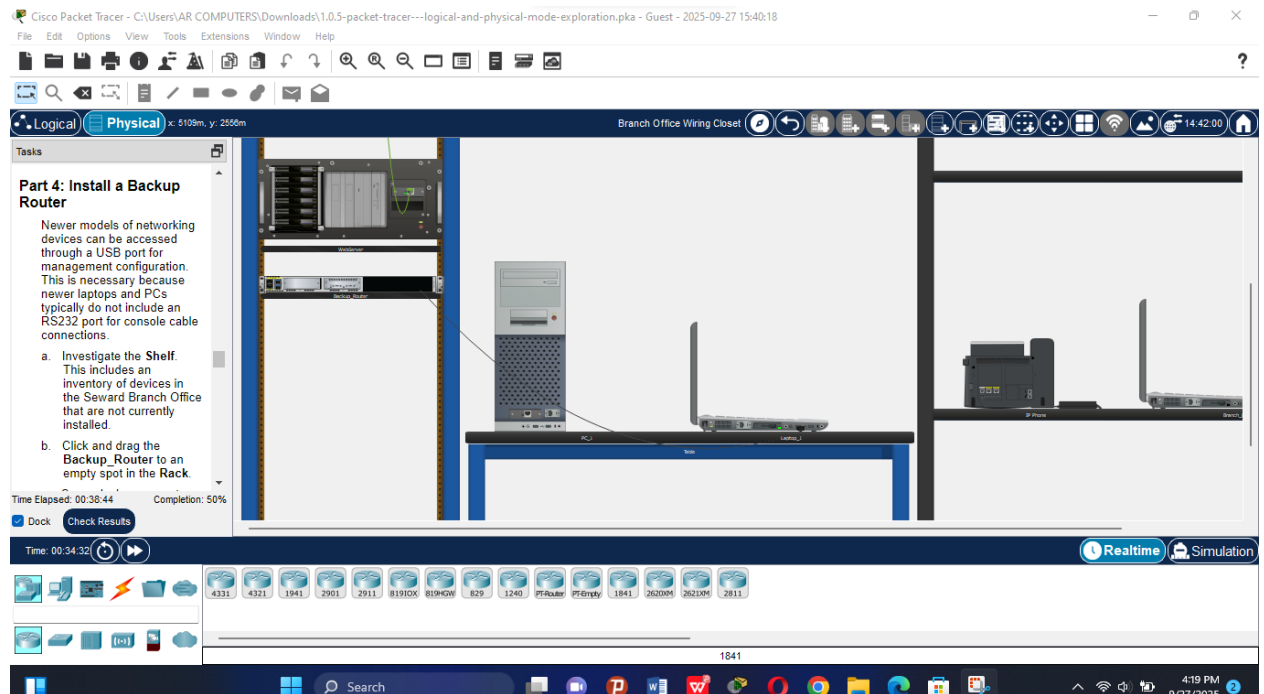 Cisco Packet Tracer - C:\Users\AR COMPUTERS\Downloads\1.0.5-packet-tracer---logical-and-physical-mode-exploration.pka - Guest - 2025-09-27 15:40:18
File Edit Options View Tools Extensions Window Help
?
Logical Physical x: 5109m, y: 2556m Branch Office Wiring Closet 14:42:00
Tasks
Part 4: Install a Backup
Router
Newer models of networking
devices can be accessed
through a USB port for
management configuration.
This is necessary because
newer laptops and PCs
typically do not include an
RS232 port for console cable
connections.
a. Investigate the Shelf.
This includes an
inventory of devices in
the Seward Branch Office
that are not currently
installed.
b. Click and drag the
Backup_Router to an
empty spot in the Rack.
WebServer
Backup_Router
PC_1 Laptop_1
Table
IP Phone Branch_
Time Elapsed: 00:38:44 Completion: 50%
Dock Check Results
Time: 00:34:32 Realtime Simulation
4331 4321 1941 2901 2911 819IOX 819HGW 829 1240 PT-Router PT-Empty 1841 2620XM 2621XM 2811
1841
Search
4:19 PM
9/27/2025 2